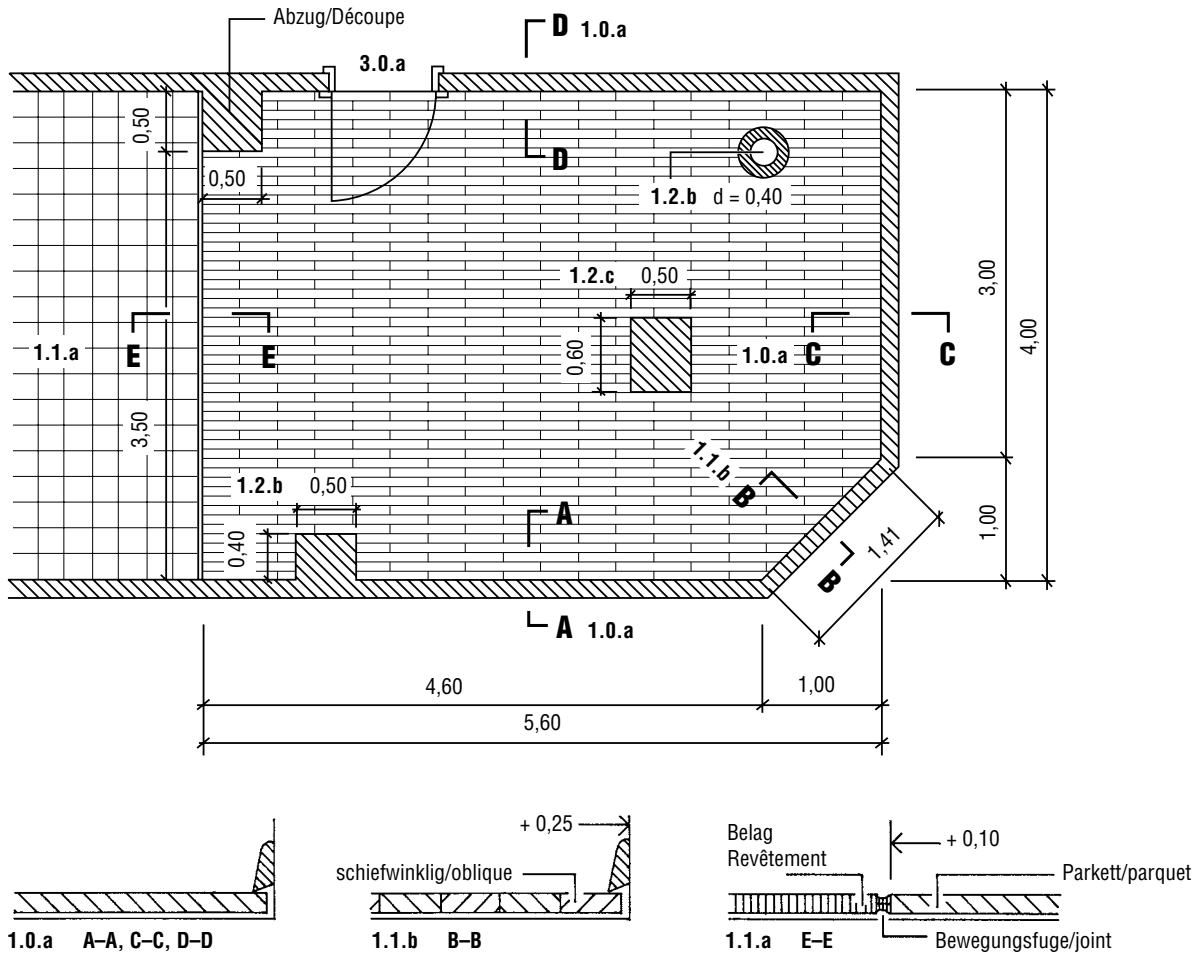 Abzug/Découpe
D 1.0.a
3.0.a
0,50
D
0,50
1.2.b d = 0,40
1.2.c 0,50
3,00
4,00
1.1.a E E
0,60
1.0.a C C
3,50
1.1.b B
1.2.b 0,50
A
0,40
1,00
1,41
B
A 1.0.a
4,60 1,00
5,60
+ 0,25
schiefwinklig/oblique
Belag
Revêtement
+ 0,10
Parkett/parquet
Bewegungsfuge/joint
1.0.a A–A, C–C, D–D
1.1.b B–B
1.1.a E–E